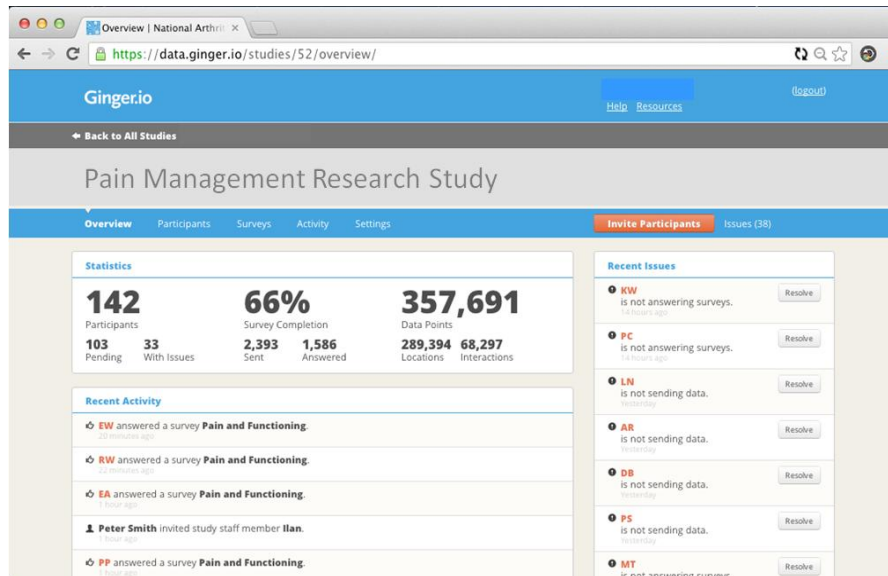 Overview | National Arthri
https://data.ginger.io/studies/52/overview/
Ginger.io
Help Resources
(logout)
Back to All Studies
Pain Management Research Study
Overview Participants Surveys Activity Settings
Invite Participants Issues (38)
Statistics
142 66% 357,691
Participants Survey Completion Data Points
103 33 2,393 1,586 289,394 68,297
Pending With Issues Sent Answered Locations Interactions
Recent Activity
EW answered a survey Pain and Functioning.
20 minutes ago
RW answered a survey Pain and Functioning.
22 minutes ago
EA answered a survey Pain and Functioning.
1 hour ago
Peter Smith invited study staff member Ilan.
1 hour ago
PP answered a survey Pain and Functioning.
1 hour ago
Recent Issues
KW Resolve
is not answering surveys.
14 hours ago
PC Resolve
is not answering surveys.
14 hours ago
LN Resolve
is not sending data.
Yesterday
AR Resolve
is not sending data.
Yesterday
DB Resolve
is not sending data.
Yesterday
PS Resolve
is not sending data.
Yesterday
MT Resolve
is not answering surveys.